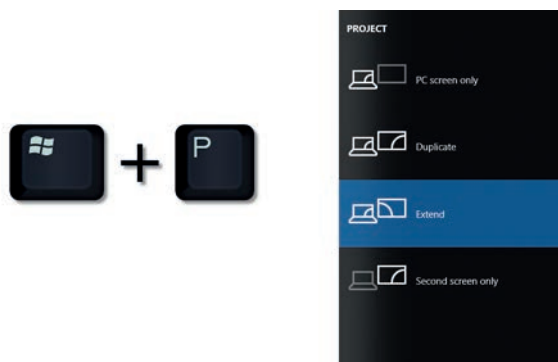 P
PROJECT
PC screen only
Duplicate
Extend
Second screen only